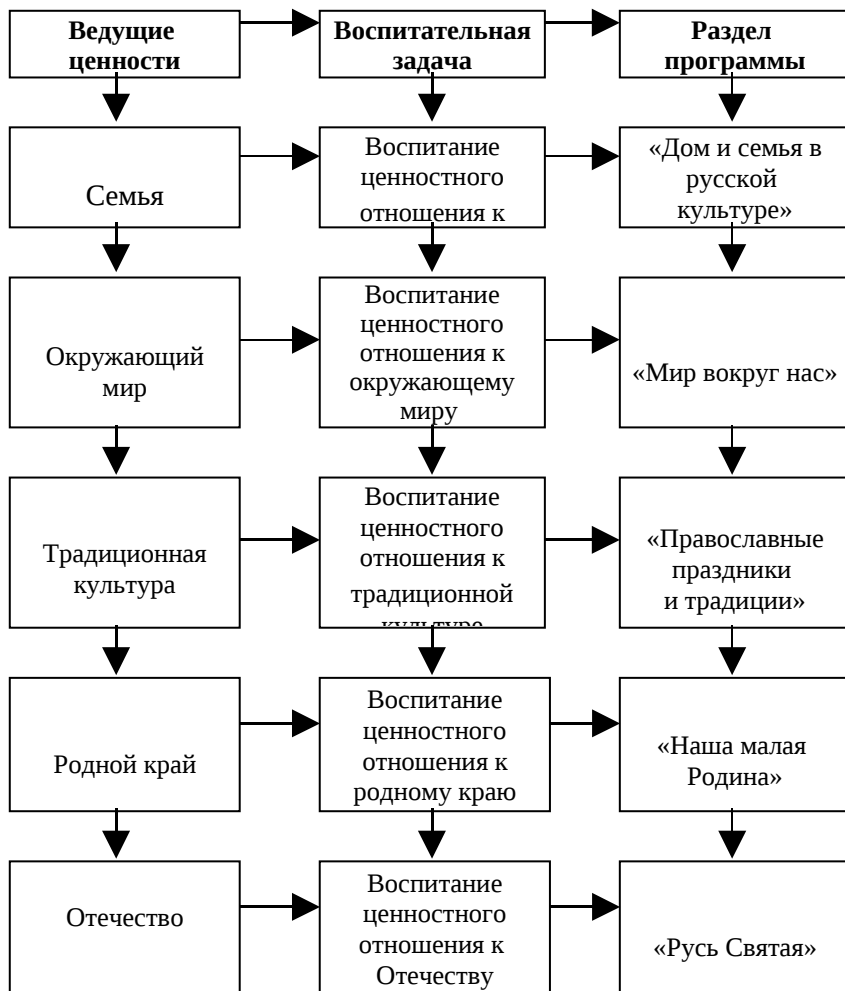 Ведущие
ценности
Воспитательная
задача
Раздел
программы
Семья
Воспитание
ценностного
отношения к
«Дом и семья в
русской
культуре»
Окружающий
мир
Воспитание
ценностного
отношения к
окружающему
миру
«Мир вокруг нас»
Традиционная
культура
Воспитание
ценностного
отношения к
традиционной
культуре
«Православные
праздники
и традиции»
Родной край
Воспитание
ценностного
отношения к
родному краю
«Наша малая
Родина»
Отечество
Воспитание
ценностного
отношения к
Отечеству
«Русь Святая»